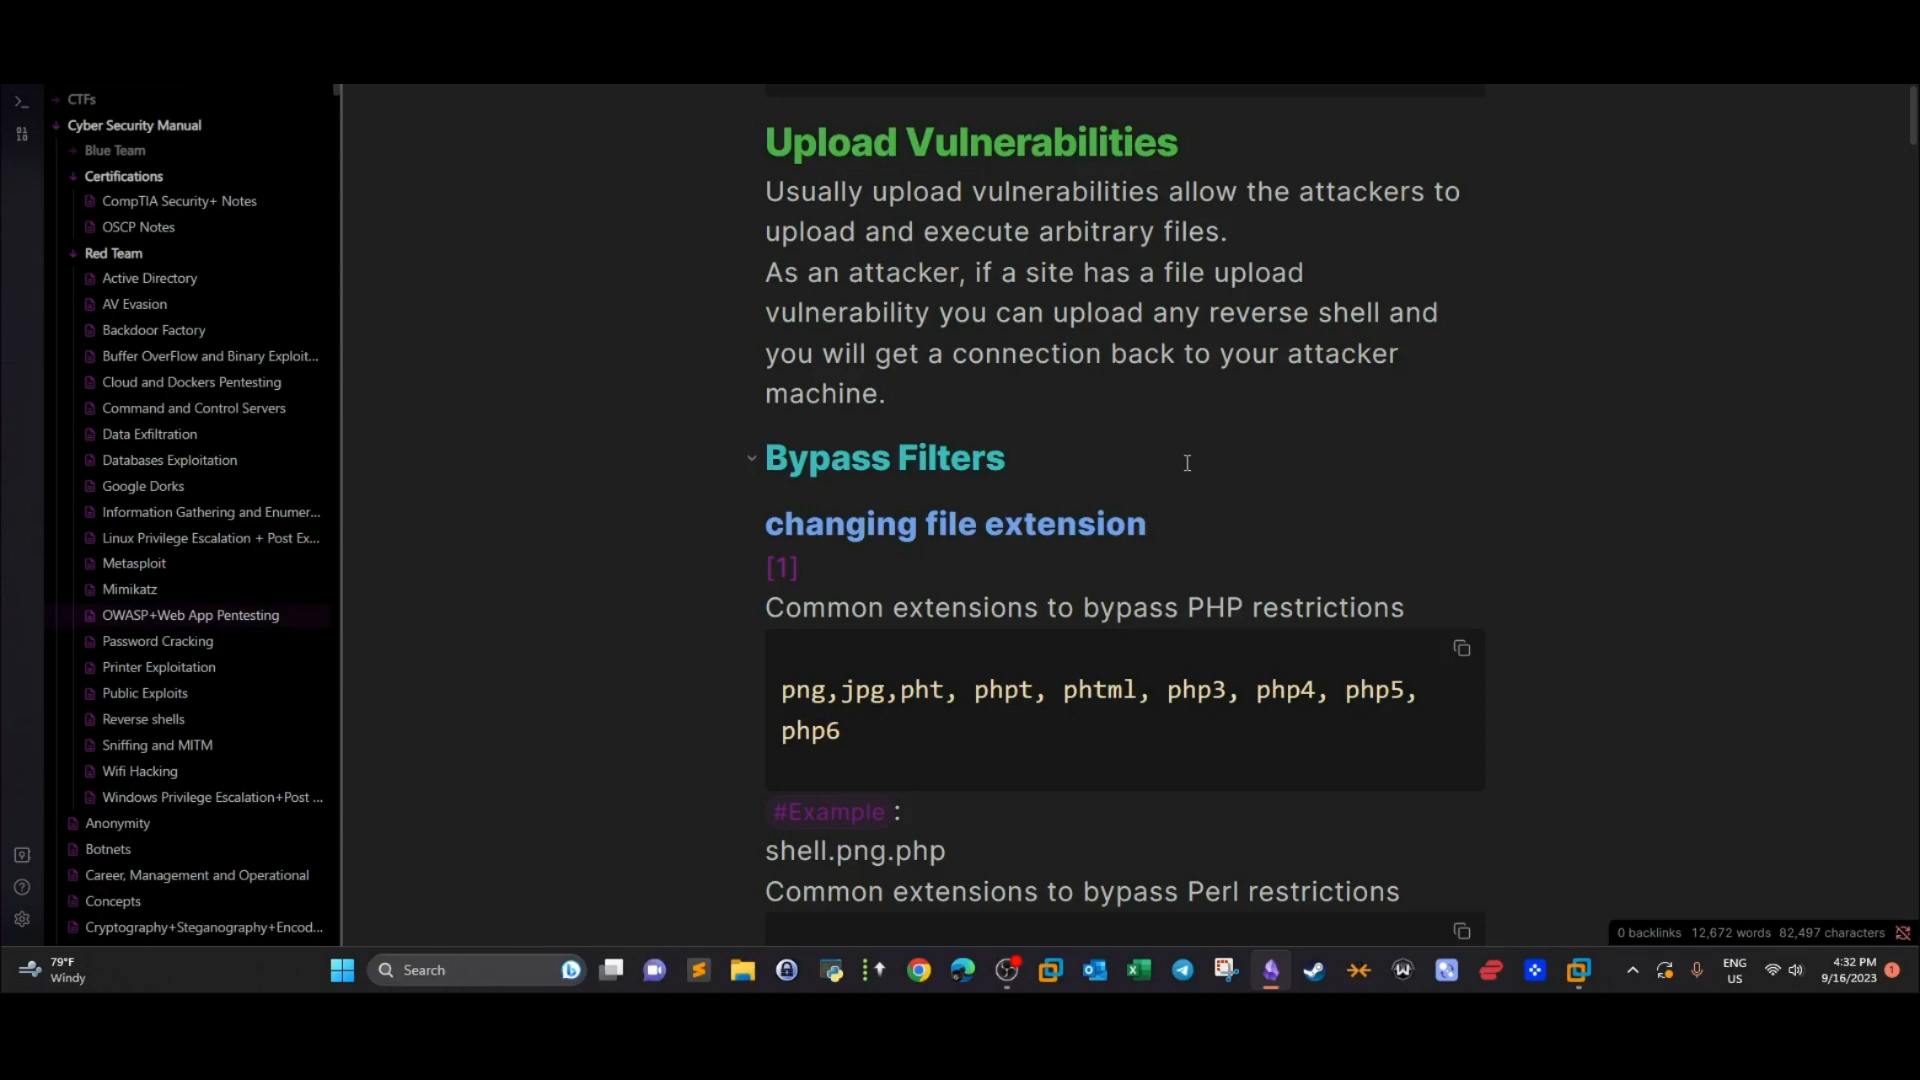 CTFs
Cyber Security Manual
Blue Team
Certifications
CompTIA Security+ Notes
OSCP Notes
Red Team
Active Directory
AV Evasion
Backdoor Factory
Buffer OverFlow and Binary Exploit...
Cloud and Dockers Pentesting
Command and Control Servers
Data Exfiltration
Databases Exploitation
Google Dorks
Information Gathering and Enumer...
Linux Privilege Escalation + Post Ex...
Metasploit
Mimikatz
OWASP+Web App Pentesting
Password Cracking
Printer Exploitation
Public Exploits
Reverse shells
Sniffing and MITM
Wifi Hacking
Windows Privilege Escalation+Post ...
Anonymity
Botnets
Career, Management and Operational
Concepts
Cryptography+Steganography+Encod...
Upload Vulnerabilities
Usually upload vulnerabilities allow the attackers to
upload and execute arbitrary files.
As an attacker, if a site has a file upload
vulnerability you can upload any reverse shell and
you will get a connection back to your attacker
machine.
Bypass Filters
changing file extension
[1]
Common extensions to bypass PHP restrictions
png,jpg,pht, phpt, phtml, php3, php4, php5,
php6
#Example :
shell.png.php
Common extensions to bypass Perl restrictions
0 backlinks 12,672 words 82,497 characters
79°F
Windy
Search
ENG
US
4:32 PM
9/16/2023
1